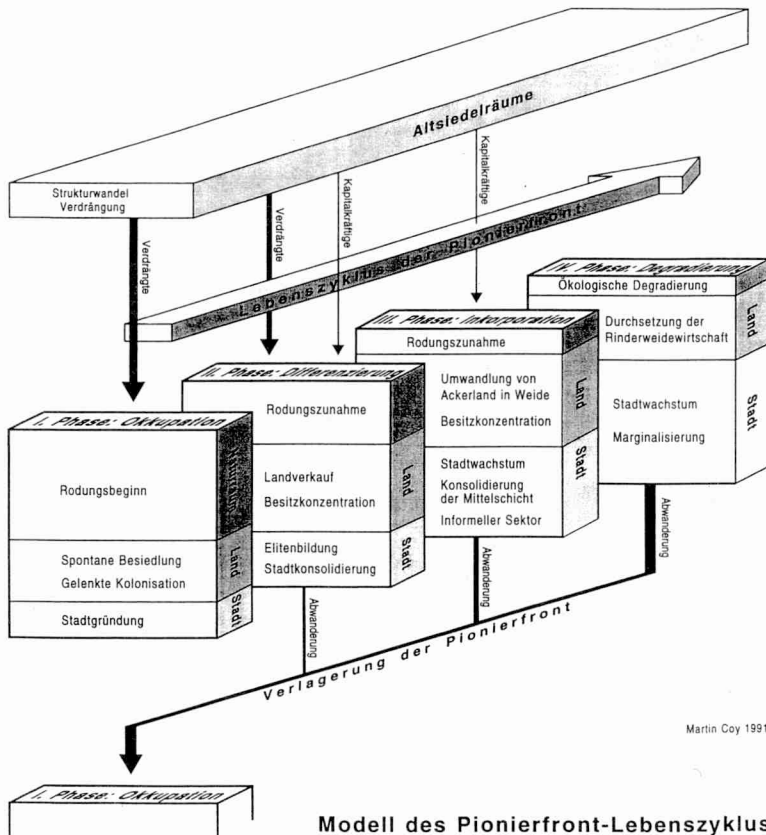 Altsiedelräume
Strukturwandel
Verdrängung
Verdrängte
Verdrängte
Kapitalkräftige
Kapitalkräftige
Lebenszyklus der Pionierfront
I. Phase: Okkupation
Rodungsbeginn
Naturraum
Spontane Besiedlung
Gelenkte Kolonisation
Land
Stadtgründung
Stadt
II. Phase: Differenzierung
Rodungszunahme
Landverkauf
Besitzkonzentration
Land
Elitenbildung
Stadtkonsolidierung
Stadt
III. Phase: Inkorporation
Rodungszunahme
Umwandlung von
Ackerland in Weide
Besitzkonzentration
Land
Stadtwachstum
Konsolidierung
der Mittelschicht
Informeller Sektor
Stadt
IV. Phase: Degradierung
Ökologische Degradierung
Durchsetzung der
Rinderweidewirtschaft
Land
Stadtwachstum
Marginalisierung
Stadt
Abwanderung
Abwanderung
Abwanderung
Verlagerung der Pionierfront
Martin Coy 1991
I. Phase: Okkupation
Modell des Pionierfront-Lebenszyklus